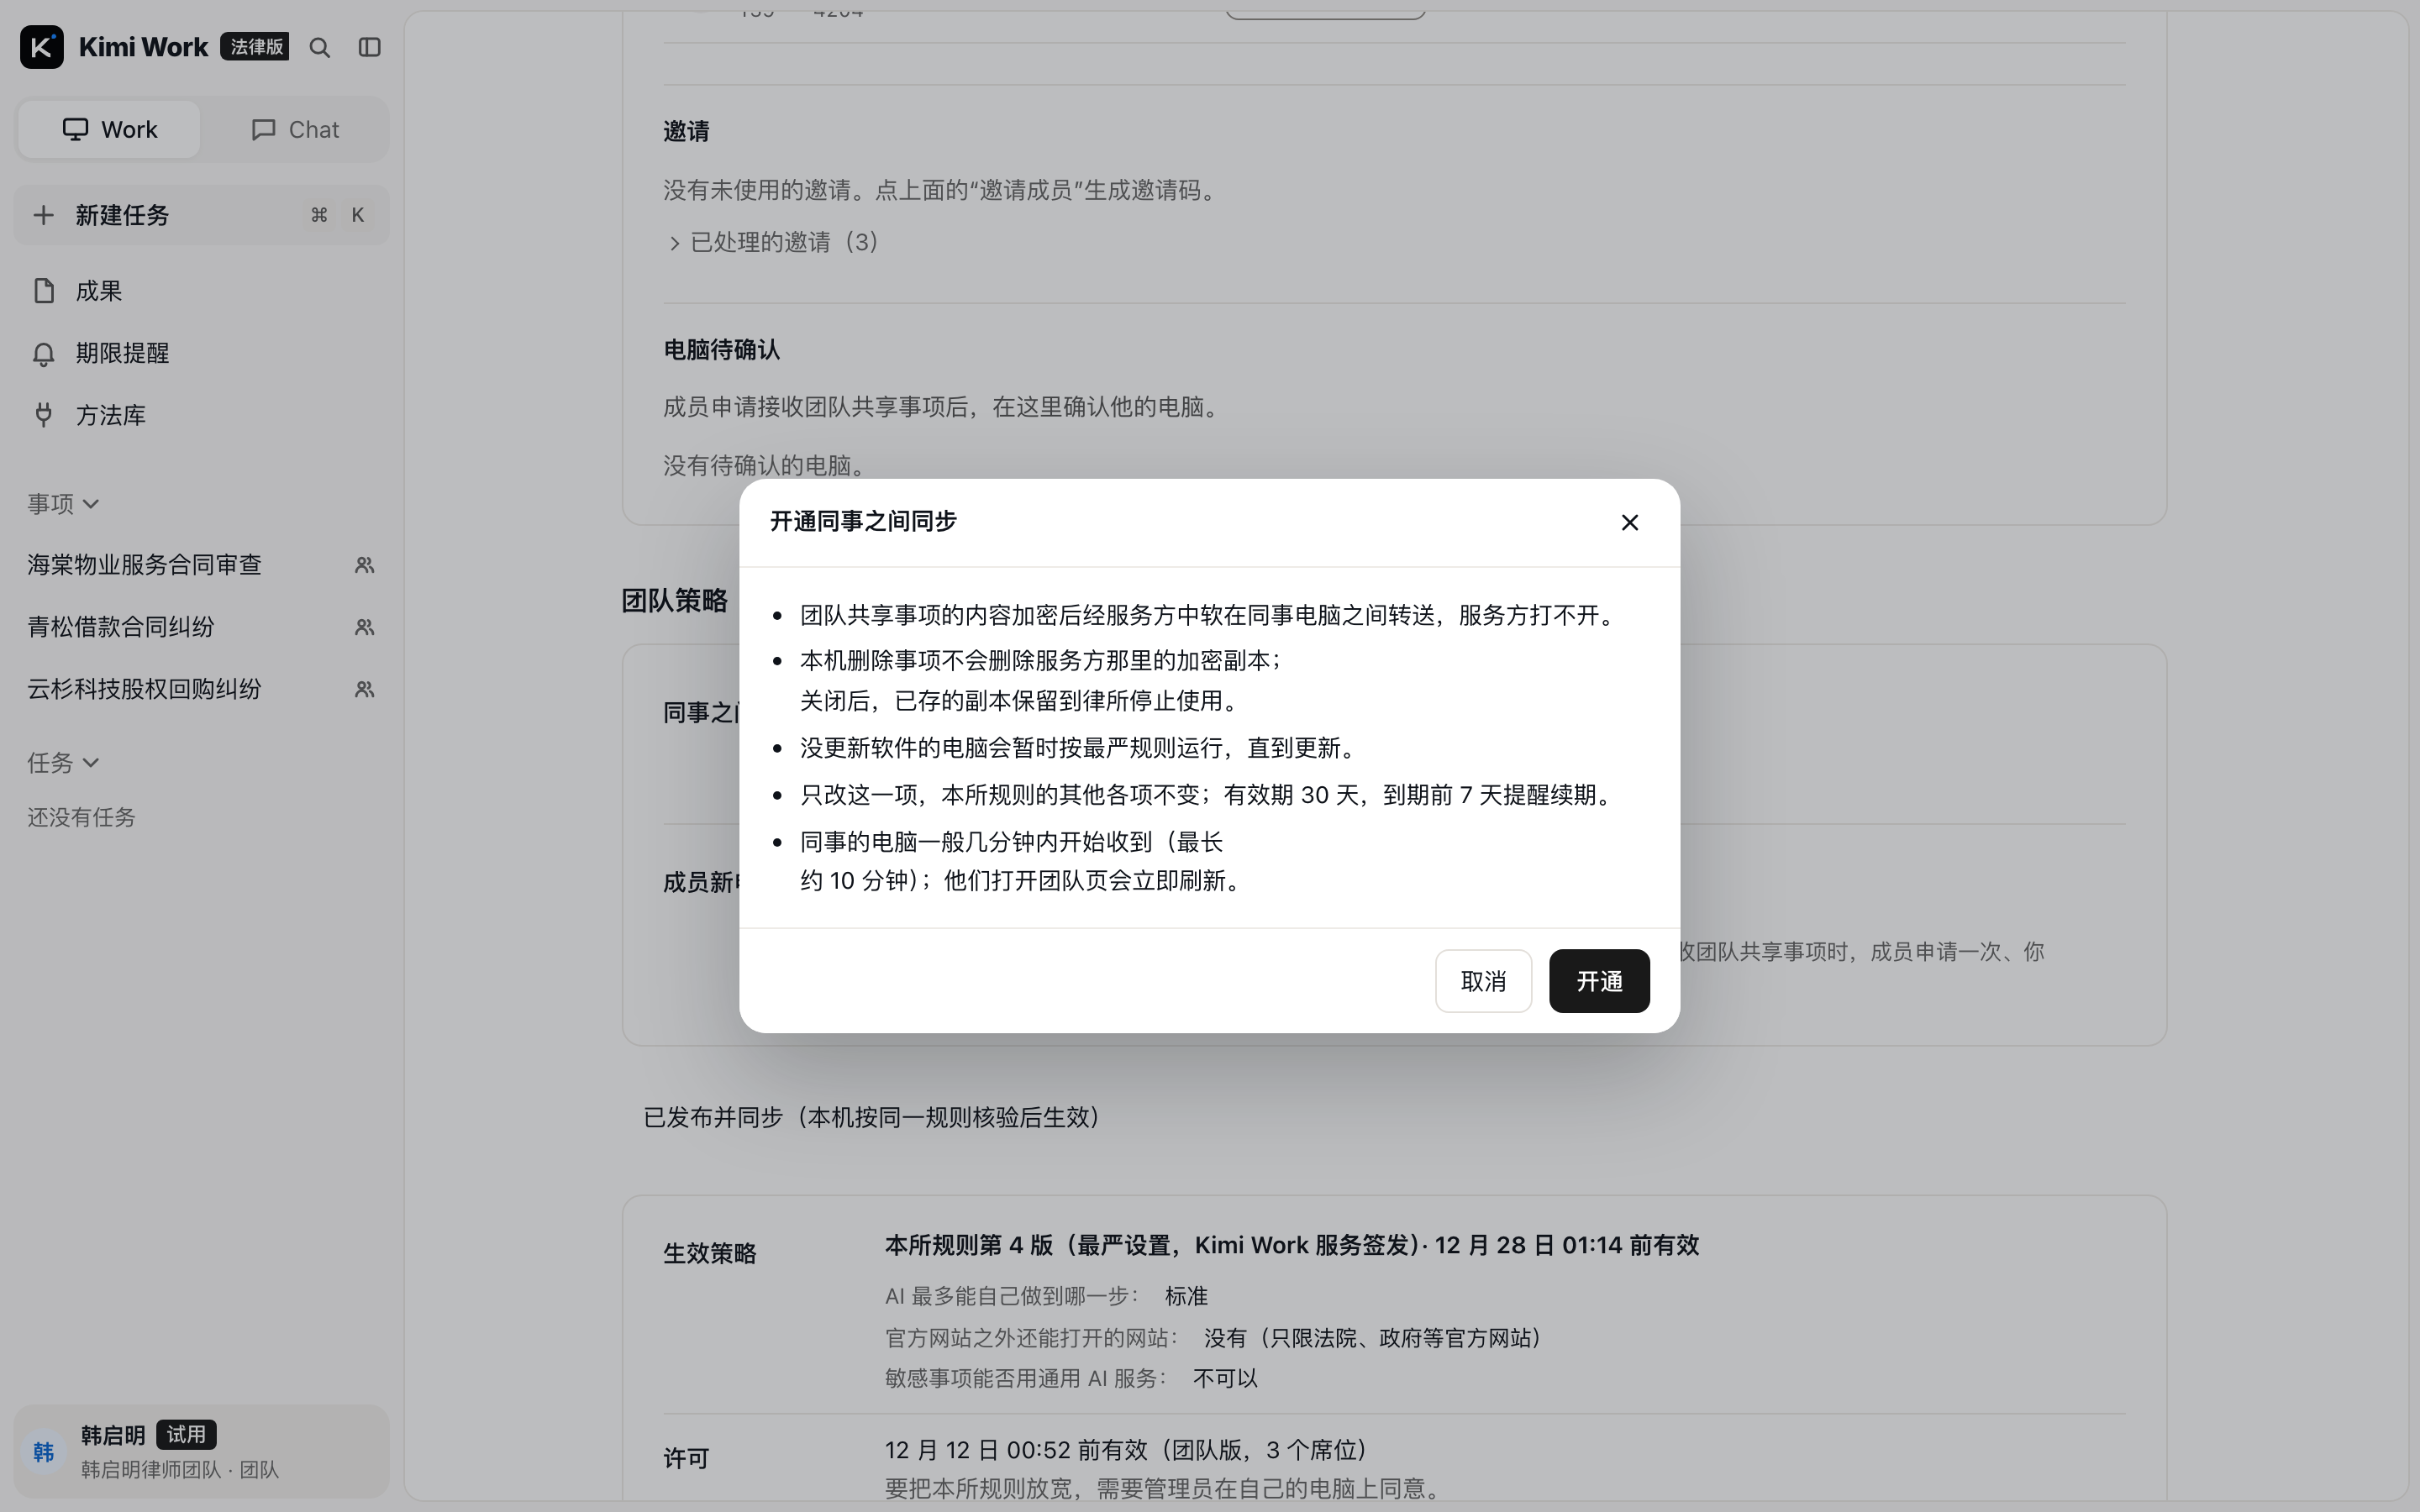 Kimi Work 法律版
Work
Chat
新建任务 ⌘ K
成果
期限提醒
方法库
事项
海棠物业服务合同审查
青松借款合同纠纷
云杉科技股权回购纠纷
任务
还没有任务
韩
韩启明 试用
韩启明律师团队 · 团队
邀请
没有未使用的邀请。点上面的“邀请成员”生成邀请码。
已处理的邀请（3）
电脑待确认
成员申请接收团队共享事项后，在这里确认他的电脑。
没有待确认的电脑。
团队策略
同事之
成员新
收团队共享事项时，成员申请一次、你
开通同事之间同步
团队共享事项的内容加密后经服务方中软在同事电脑之间转送，服务方打不开。
本机删除事项不会删除服务方那里的加密副本；
关闭后，已存的副本保留到律所停止使用。
没更新软件的电脑会暂时按最严规则运行，直到更新。
只改这一项，本所规则的其他各项不变；有效期 30 天，到期前 7 天提醒续期。
同事的电脑一般几分钟内开始收到（最长
约 10 分钟）；他们打开团队页会立即刷新。
取消
开通
已发布并同步（本机按同一规则核验后生效）
生效策略
本所规则第 4 版（最严设置，Kimi Work 服务签发）· 12 月 28 日 01:14 前有效
AI 最多能自己做到哪一步： 标准
官方网站之外还能打开的网站： 没有（只限法院、政府等官方网站）
敏感事项能否用通用 AI 服务： 不可以
许可
12 月 12 日 00:52 前有效（团队版，3 个席位）
要把本所规则放宽，需要管理员在自己的电脑上同意。